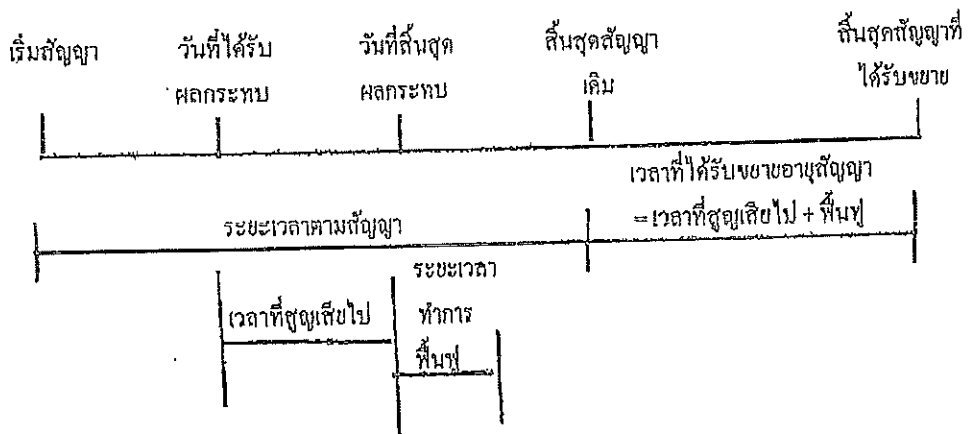 เริ่มสัญญา
วันที่ได้รับ
ผลกระทบ
วันที่สิ้นสุด
ผลกระทบ
สิ้นสุดสัญญา
เดิม
สิ้นสุดสัญญาที่
ได้รับขยาย
เวลาที่ได้รับขยายอายุสัญญา
=เวลาที่สูญเสียไป + ฟื้นฟู
ระยะเวลาตามสัญญา
ระยะเวลา
ทำการ
ฟื้นฟู
เวลาที่สูญเสียไป